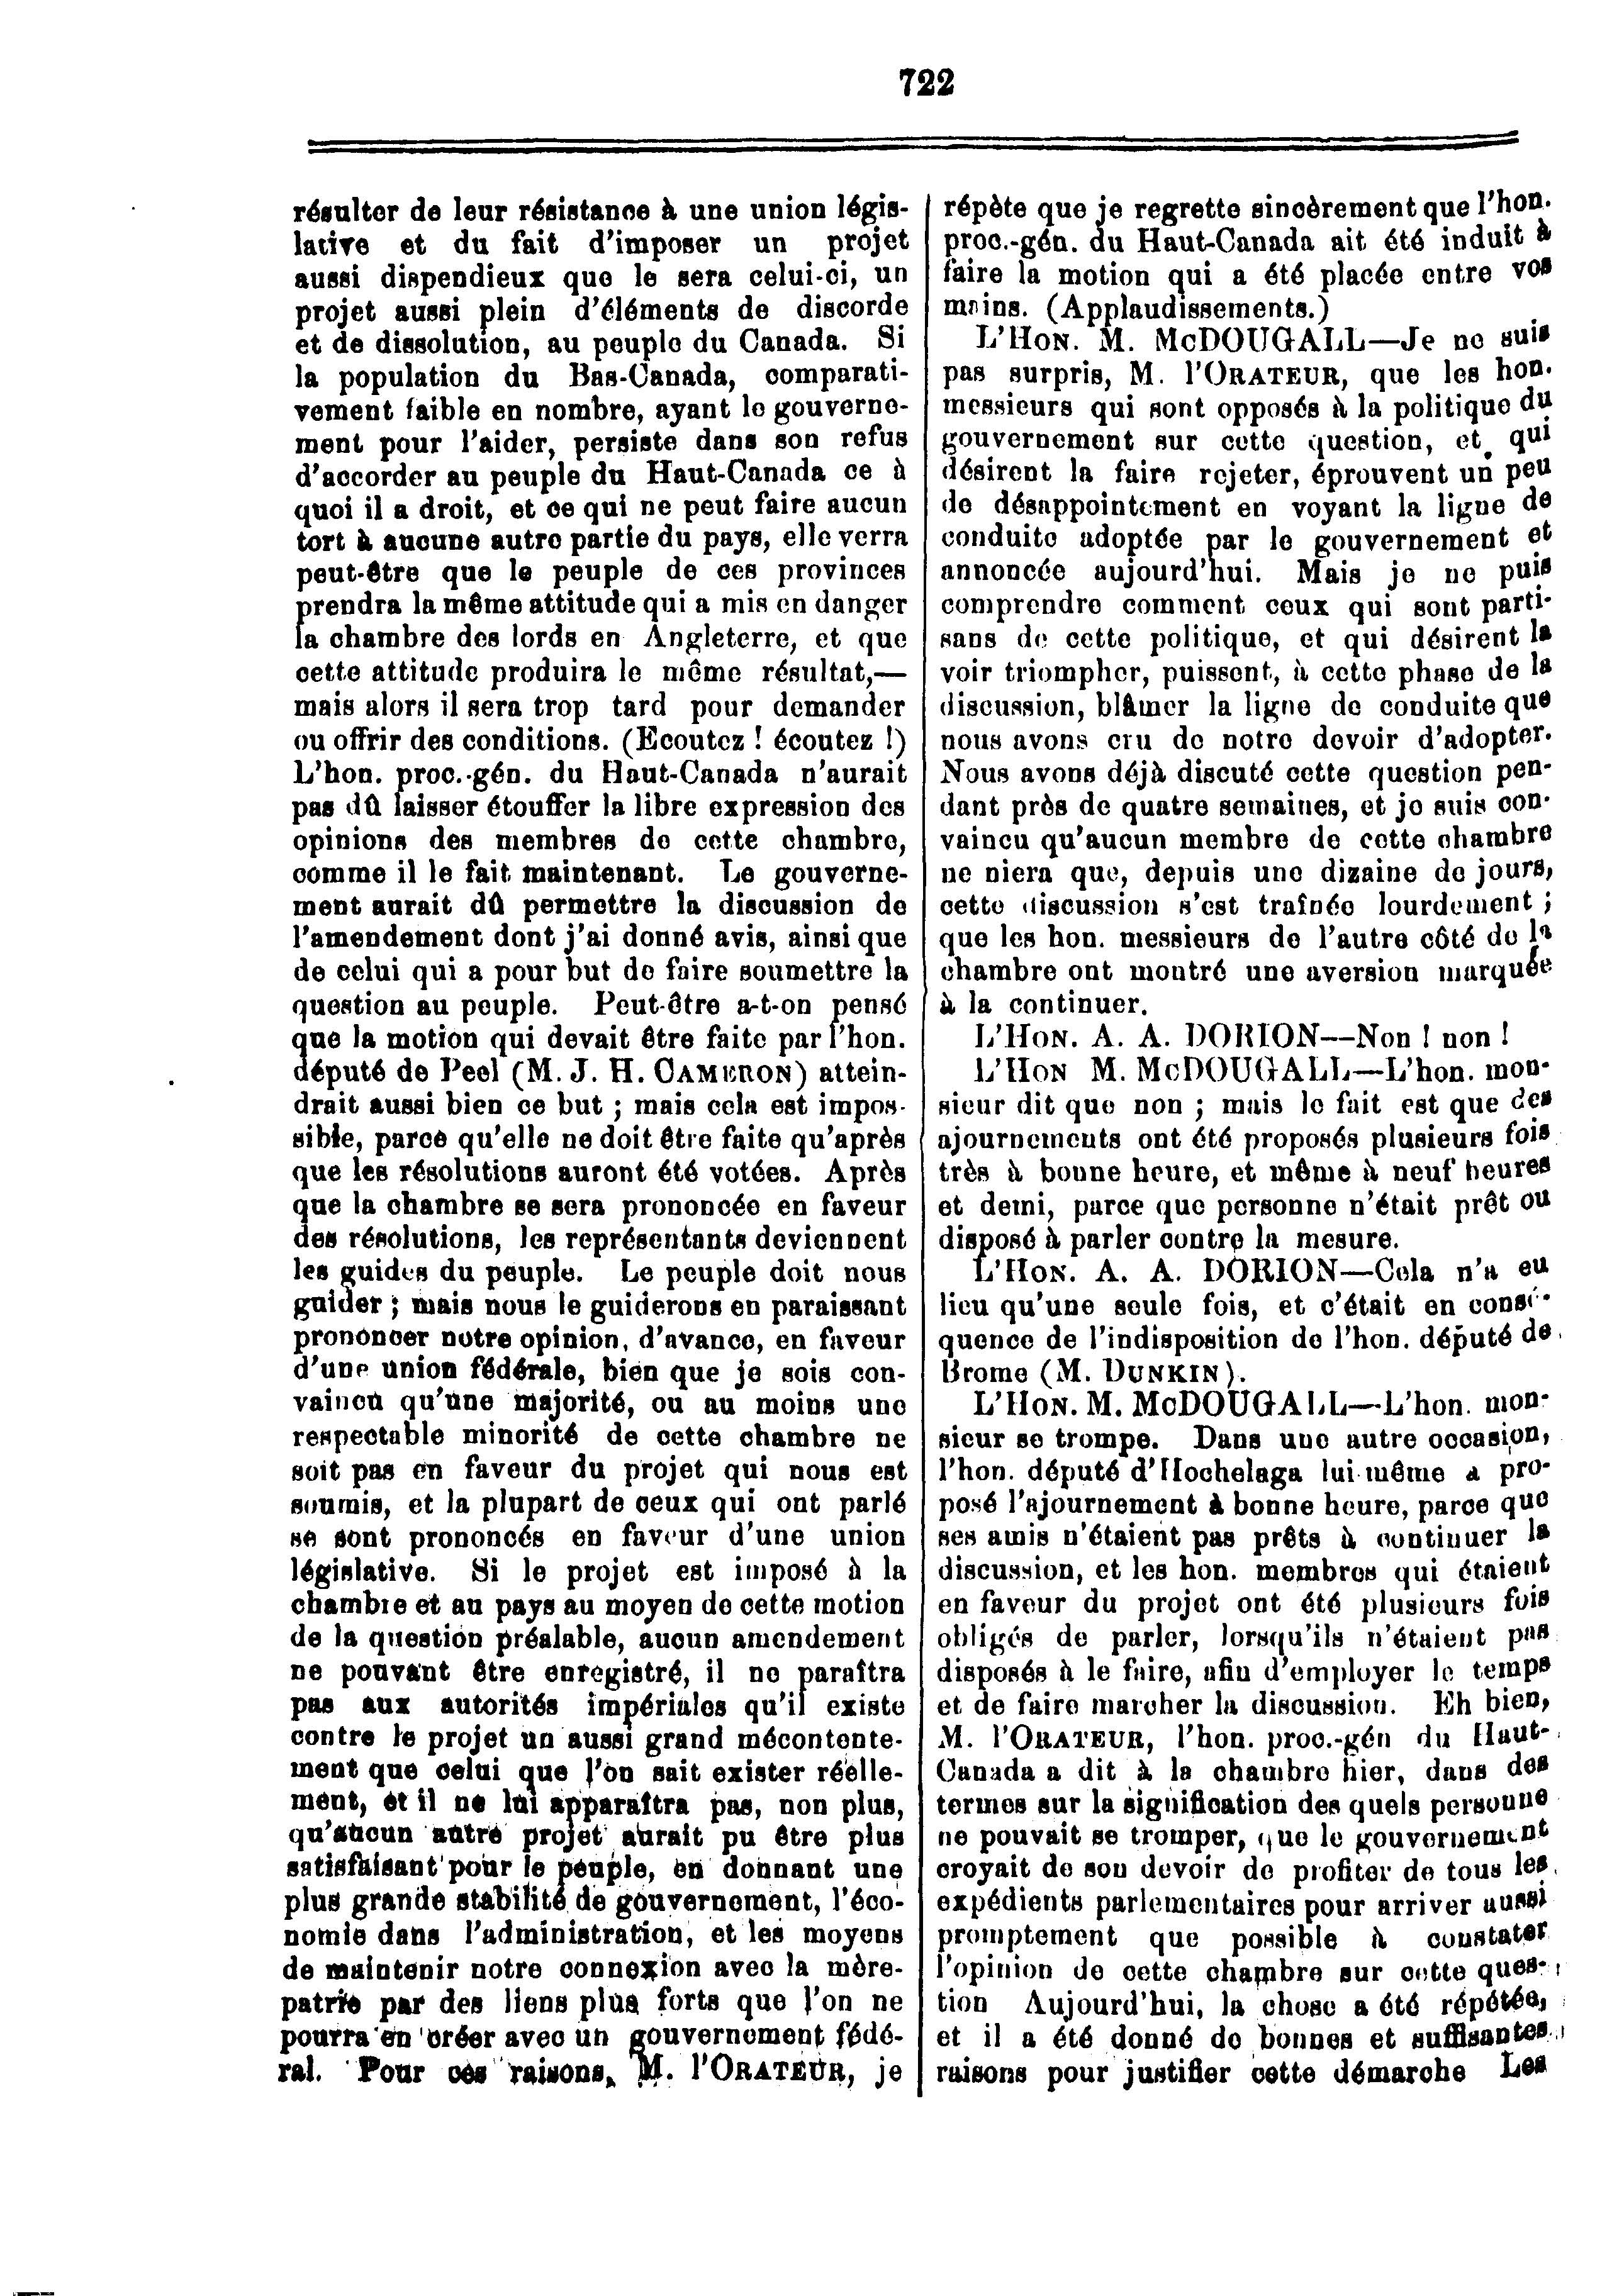 722
résulter de leur résistance à une union légis-
lative et du fait d'imposer un projet
aussi dispendieux que le sera celui-ci, un
projet aussi plein d'éléments de discorde
et de dissolution, au peuple du Canada. Si
la population du Bas-Canada, comparati-
vement faible en nombre, ayant le gouverne-
ment pour l'aider, persiste dans son refus
d'accorder au peuple du Haut-Canada ce à
quoi il a droit, et ce qui ne peut faire aucun
tort à aucune autre partie du pays, elle verra
peut-être que le peuple de ces provinces
prendra la même attitude qui a mis en danger
la chambre des lords en Angleterre, et que
cette attitude produira le même résultat,—
mais alors il sera trop tard pour demander
ou offrir des conditions. (Ecoutez ! écoutez !)
L'hon. proc.-gén. du Haut-Canada n'aurait
pas dû laisser étouffer la libre expression des
opinions des membres de cette chambre,
comme il le fait maintenant. Le gouverne-
ment aurait dû permettre la discussion de
l'amendement dont j'ai donné avis, ainsi que
de celui qui a pour but de faire soumettre la
question au peuple. Peut-être a-t-on pensé
que la motion qui devait être faite par l'hon.
député de Peel (M. J. H. CAMERON) attein-
drait aussi bien ce but ; mais cela est impos-
sible, parce qu'elle ne doit être faite qu'après
que les résolutions auront été votées. Après
que la chambre se sera prononcée en faveur
des résolutions, les représentants deviennent
les guides du peuple. Le peuple doit nous
guider ; mais nous le guiderons en paraissant
prononcer notre opinion, d'avance, en faveur
d'une union fédérale, bien que je sois con-
vaincu qu'une majorité, ou au moins une
respectable minorité de cette chambre ne
soit pas en faveur du projet qui nous est
soumis, et la plupart de ceux qui ont parlé
se sont prononcés en faveur d'une union
législative. Si le projet est imposé à la
chambre et au pays au moyen de cette motion
de la question préalable, aucun amendement
ne pouvant être enregistré, il ne paraîtra
pas aux autorités impériales qu'il existe
contre le projet un aussi grand mécontente-
ment que celui que l'on sait exister réelle-
ment, et il ne lui apparaîtra pas, non plus,
qu'aucun autre projet aurait pu être plus
satisfaisant pour le peuple, en donnant une
plus grande stabilité de gouvernement, l'éco-
nomie dans l'administration, et les moyens
de maintenir notre connexion avec la mère-
patrie par des liens plus forts que l'on ne
pourra en créer avec un gouvernement fédé-
ral. Pour ces raisons, M. l'ORATEUR, je
répète que je regrette sincèrement que l'hon.
proc.-gén. du Haut-Canada ait été induit à
faire la motion qui a été placée entre vos
mains. (Applaudissements.)
L'HON. M. MCDOUGALL—Je ne suis
pas surpris, M. l'ORATEUR, que les hon.
messieurs qui sont opposés à la politique du
gouvernement sur cette question, et qui
désirent la faire rejeter, éprouvent un peu
de désappointement en voyant la ligne de
conduite adoptée par le gouvernement et
annoncée aujourd'hui. Mais je ne puis
comprendre comment ceux qui sont parti-
sans de cette politique, et qui désirent la
voir triompher, puissent, à cette phase de la
discussion, blâmer la ligne de conduite que
nous avons cru de notre devoir d'adopter.
Nous avons déjà discuté cette question pen-
dant près de quatre semaines, et je suis con-
vaincu qu'aucun membre de cette chambre
ne niera que, depuis une dizaine de jours,
cette discussion s'est traînée lourdement ;
que les hon. messieurs de l'autre côté de la
chambre ont montré une aversion marquée
à la continuer.
L'HON. A. A. DORION—Non ! non !
L'HON M. MCDOUGALL—L'hon. mon-
sieur dit que non ; mais le fait est que des
ajournements ont été proposés plusieurs fois
très à bonne heure, et même à neuf heures
et demi, parce que personne n'était prêt ou
disposé à parler contre la mesure.
L'HON. A. A. DORION—Cela n'a eu
lieu qu'une seule fois, et c'était en consé-
quence de l'indisposition de l'hon. député de
Brome (M. DUNKIN).
L'HON. M. MCDOUGALL—L'hon. mon-
sieur se trompe. Dans une autre occasion,
l'hon. député d'Hochelaga lui-même a pro-
posé l'ajournement à bonne heure, parce que
ses amis n'étaient pas prêts à continuer la
discussion, et les hon. membres qui étaient
en faveur du projet ont été plusieurs fois
obligés de parler, lorsqu'ils n'étaient pas
disposés à le faire, afin d'employer le temps
et de faire marcher la discussion. Eh bien,
M. l'ORATEUR, l'hon. proc.-gén du Haut-
Canada a dit à la chambre hier, dans des
termes sur la signification des quels personne
ne pouvait se tromper, que le gouvernement
croyait de son devoir de profiter de tous les
expédients parlementaires pour arriver aussi
promptement que possible à constater
l'opinion de cette chambre sur cette ques-
tion Aujourd'hui, la chose a été répétée,
et il a été donné de bonnes et suffisantes
raisons pour justifier cette démarche Les